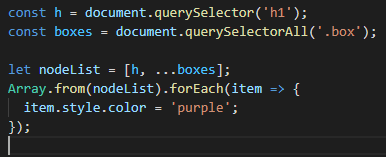 const h = document.querySelector('h1');
const boxes = document.querySelectorAll('.box');
let nodeList = [h, ...boxes];
Array.from(nodeList).forEach(item => {
item.style.color = 'purple';
});